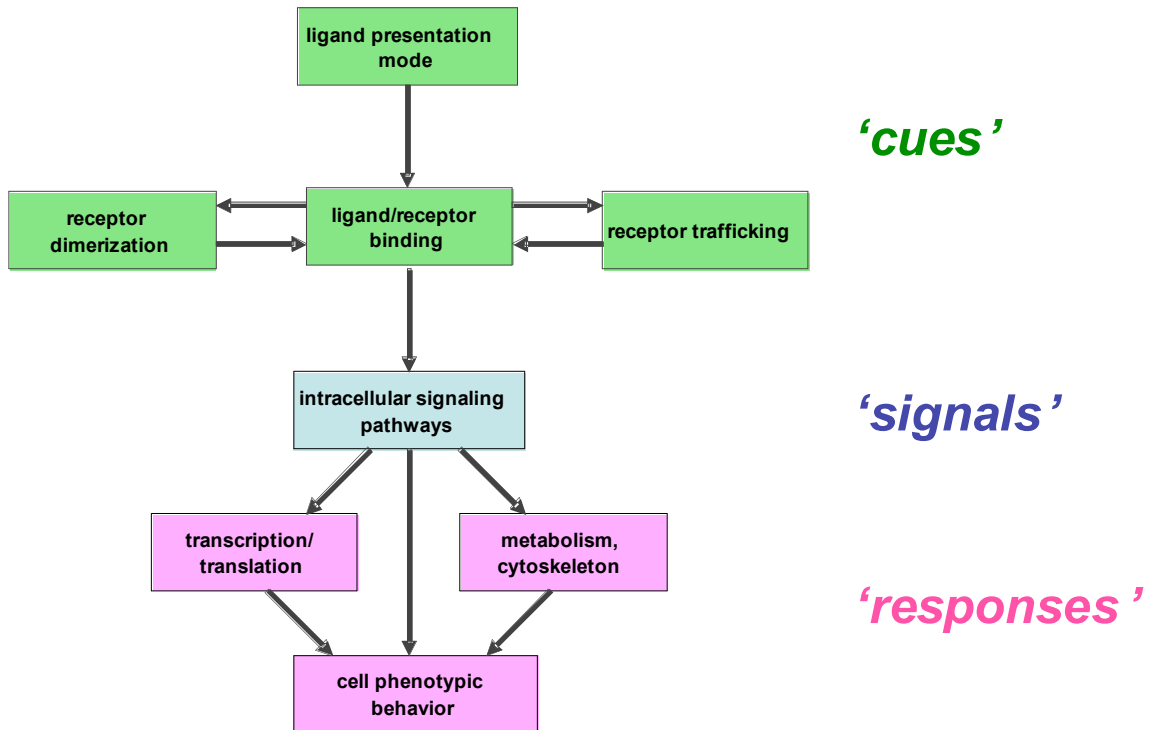 ligand presentation
mode
‘cues’
receptor
dimerization
ligand/receptor
binding
receptor trafficking
intracellular signaling
pathways
‘signals’
transcription/
translation
metabolism,
cytoskeleton
‘responses’
cell phenotypic
behavior